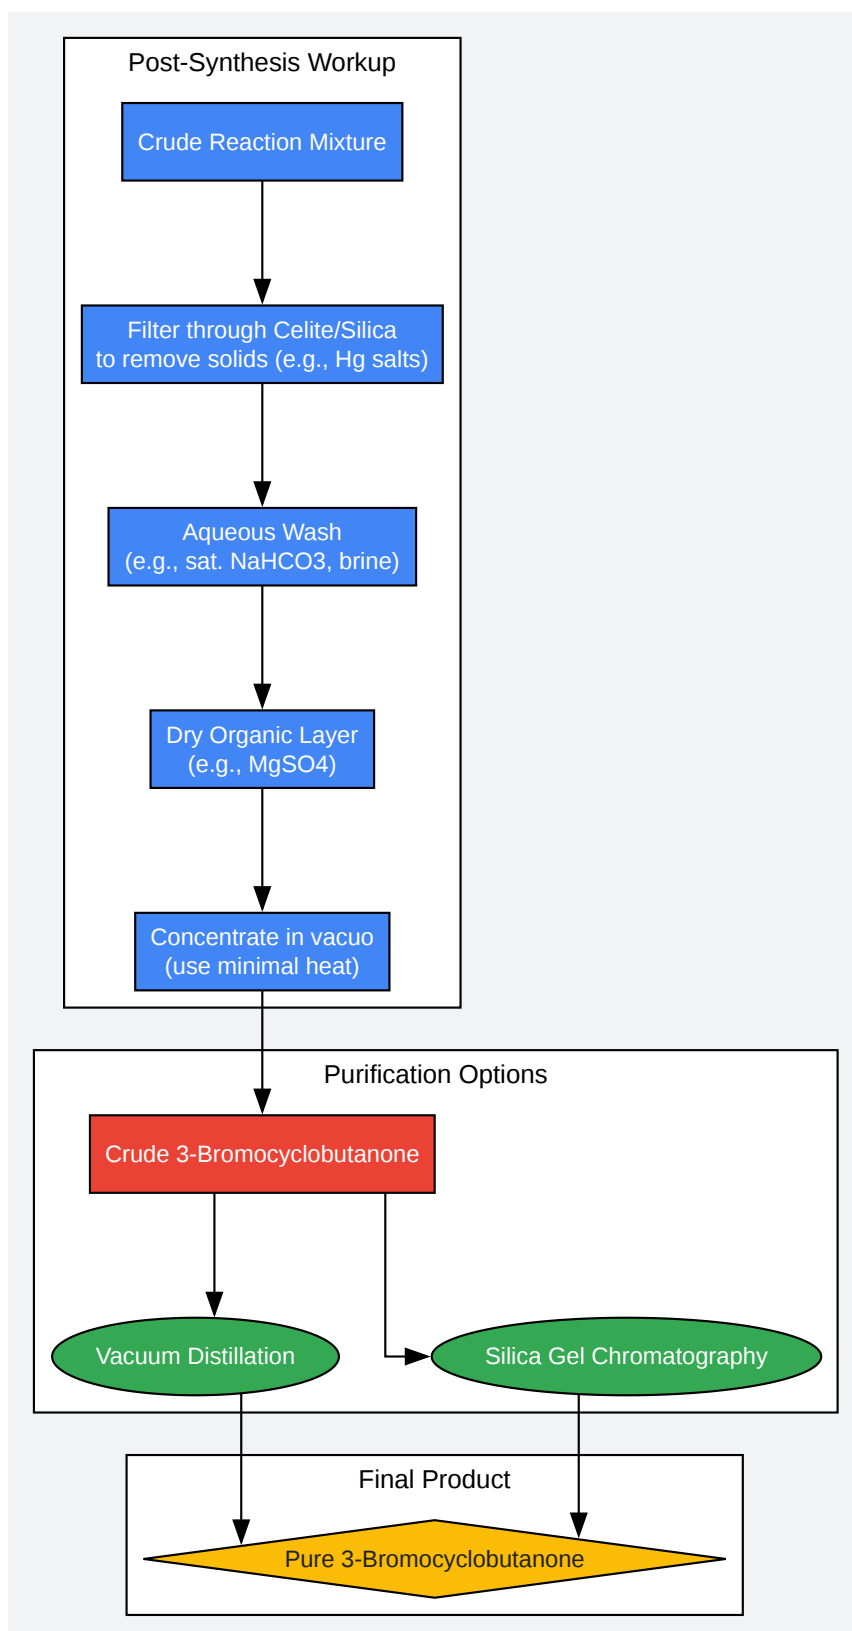 Post-Synthesis Workup
Crude Reaction Mixture
Filter through Celite/Silica
to remove solids (e.g., Hg salts)
Aqueous Wash
(e.g., sat. NaHCO3, brine)
Dry Organic Layer
(e.g., MgSO4)
Concentrate in vacuo
(use minimal heat)
Purification Options
Crude 3-Bromocyclobutanone
Vacuum Distillation
Silica Gel Chromatography
Final Product
Pure 3-Bromocyclobutanone